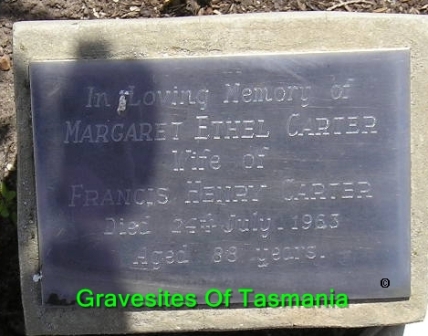 In Loving Memory of
MARGARET ETHEL CARTER
Wife of
FRANCIS HENRY CARTER
Died 24th July. 1963
Aged 88 years.
Gravesites Of Tasmania